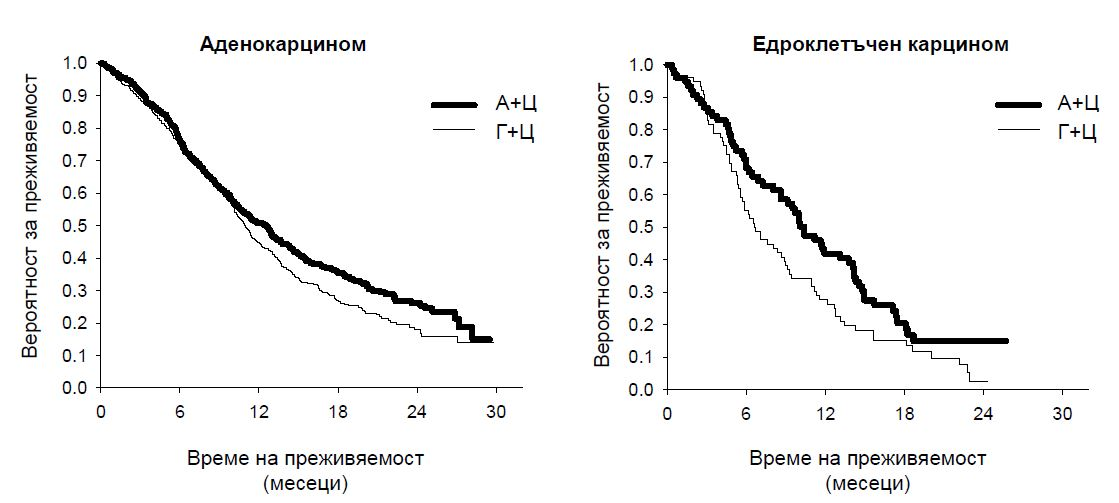 Аденокарцином
Вероятност за преживяемост
1.0
0.9
0.8
0.7
0.6
0.5
0.4
0.3
0.2
0.1
0.0
А+Ц
Г+Ц
0 6 12 18 24 30
Време на преживяемост
(месеци)
Едроклетъчен карцином
Вероятност за преживяемост
1.0
0.9
0.8
0.7
0.6
0.5
0.4
0.3
0.2
0.1
0.0
А+Ц
Г+Ц
0 6 12 18 24 30
Време на преживяемост
(месеци)